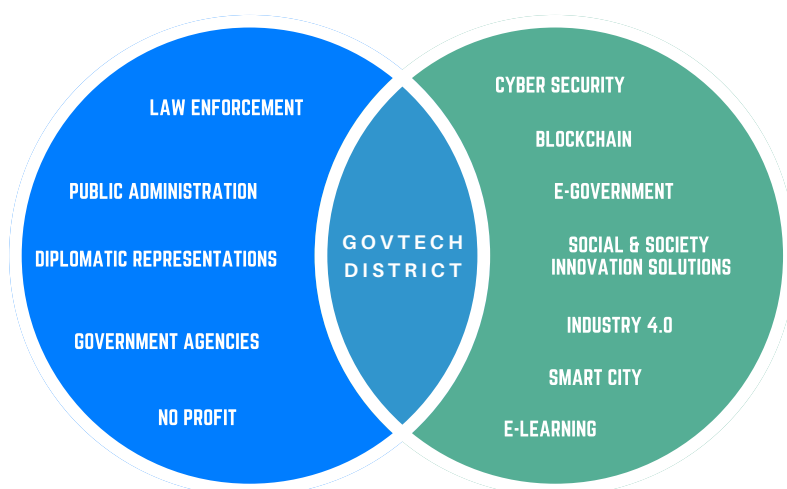 LAW ENFORCEMENT
PUBLIC ADMINISTRATION
DIPLOMATIC REPRESENTATIONS
GOVERNMENT AGENCIES
NO PROFIT
GOVTECH
DISTRICT
CYBER SECURITY
BLOCKCHAIN
E-GOVERNMENT
SOCIAL & SOCIETY
INNOVATION SOLUTIONS
INDUSTRY 4.0
SMART CITY
E-LEARNING